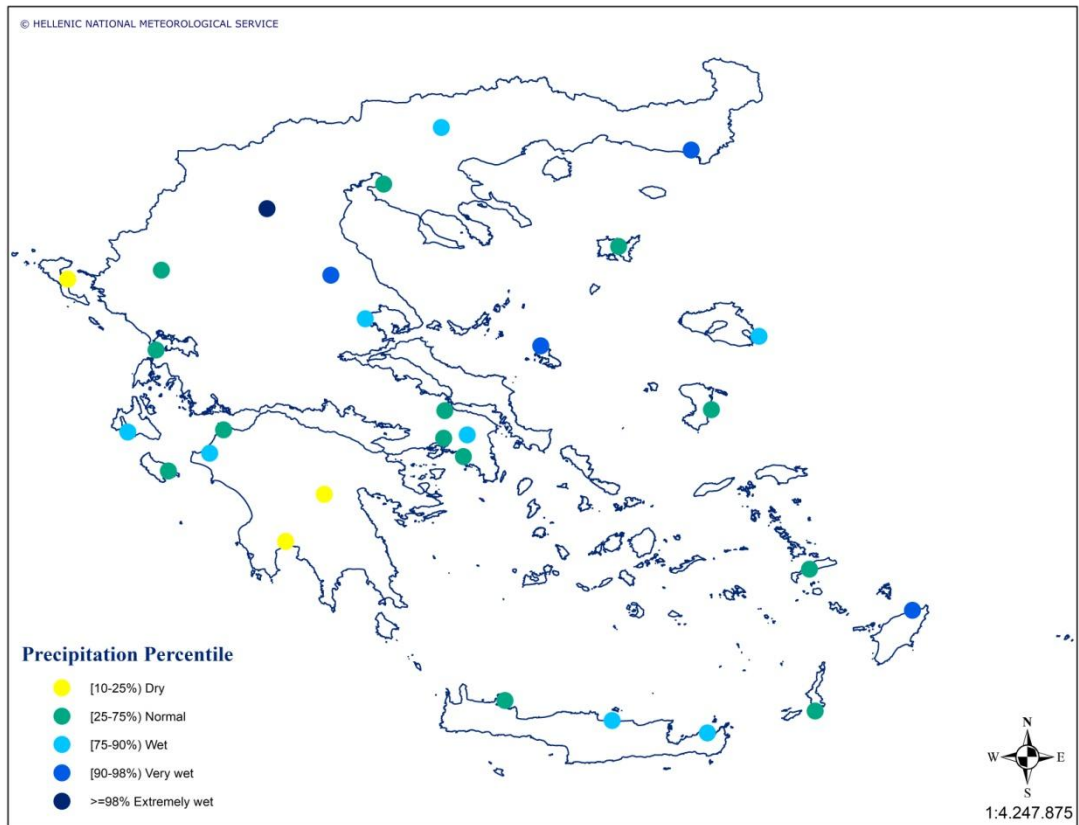 © HELLENIC NATIONAL METEOROLOGICAL SERVICE
Precipitation Percentile
[10-25%) Dry
[25-75%) Normal
[75-90%) Wet
[90-98%) Very wet
>=98% Extremely wet
N
W E
S
1:4.247.875